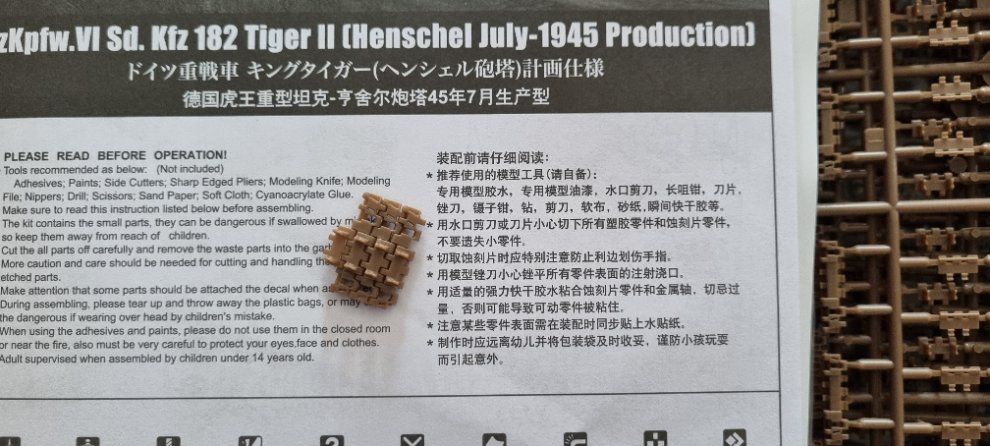 zKpfw.VI Sd. Kfz 182 Tiger II (Henschel July-1945 Production)
ドイツ重戦車 キングタイガー(ヘンシェル砲塔)計画仕様
德国虎王重型坦克-亨舍尔炮塔45年7月生产型
PLEASE READ BEFORE OPERATION!
Tools recommended as below: (Not included)
Adhesives; Paints; Side Cutters; Sharp Edged Pliers; Modeling Knife; Modeling
File; Nippers; Drill; Scissors; Sand Paper; Soft Cloth; Cyanoacrylate Glue.
Make sure to read this instruction listed below before assembling.
The kit contains the small parts, they can be dangerous if swallowed by
so keep them away from reach of children.
Cut the all parts off carefully and remove the waste parts into the
More caution and care should be needed for cutting and handling
etched parts.
Make attention that some parts should be attached the decal when
During assembling, please tear up and throw away the plastic bags, or may
the dangerous if wearing over head by children's mistake.
When using the adhesives and paints, please do not use them in the closed room
or near the fire, also must be very careful to protect your eyes,face and clothes.
Adult supervised when assembled by children under 14 years old.
装配前请仔细阅读：
* 推荐使用的模型工具(请自备)：
专用模型胶水，专用模型油漆，水口剪刀，长咀钳，刀片，
锉刀，镊子钳，钻，剪刀，软布，砂纸，瞬间快干胶等。
* 用水口剪刀或刀片小心切下所有塑胶零件和蚀刻片零件，
不要遗失小零件。
* 切取蚀刻片时应特别注意防止利边划伤手指。
* 用模型锉刀小心锉平所有零件表面的注射浇口。
* 用适量的强力快干胶水粘合蚀刻片零件和金属轴，切忌过
量，否则可能导致可动零件被粘住。
* 注意某些零件表面需在装配时同步贴上水贴纸。
* 制作时应远离幼儿并将包装袋及时收妥，谨防小孩玩耍
而引起意外。